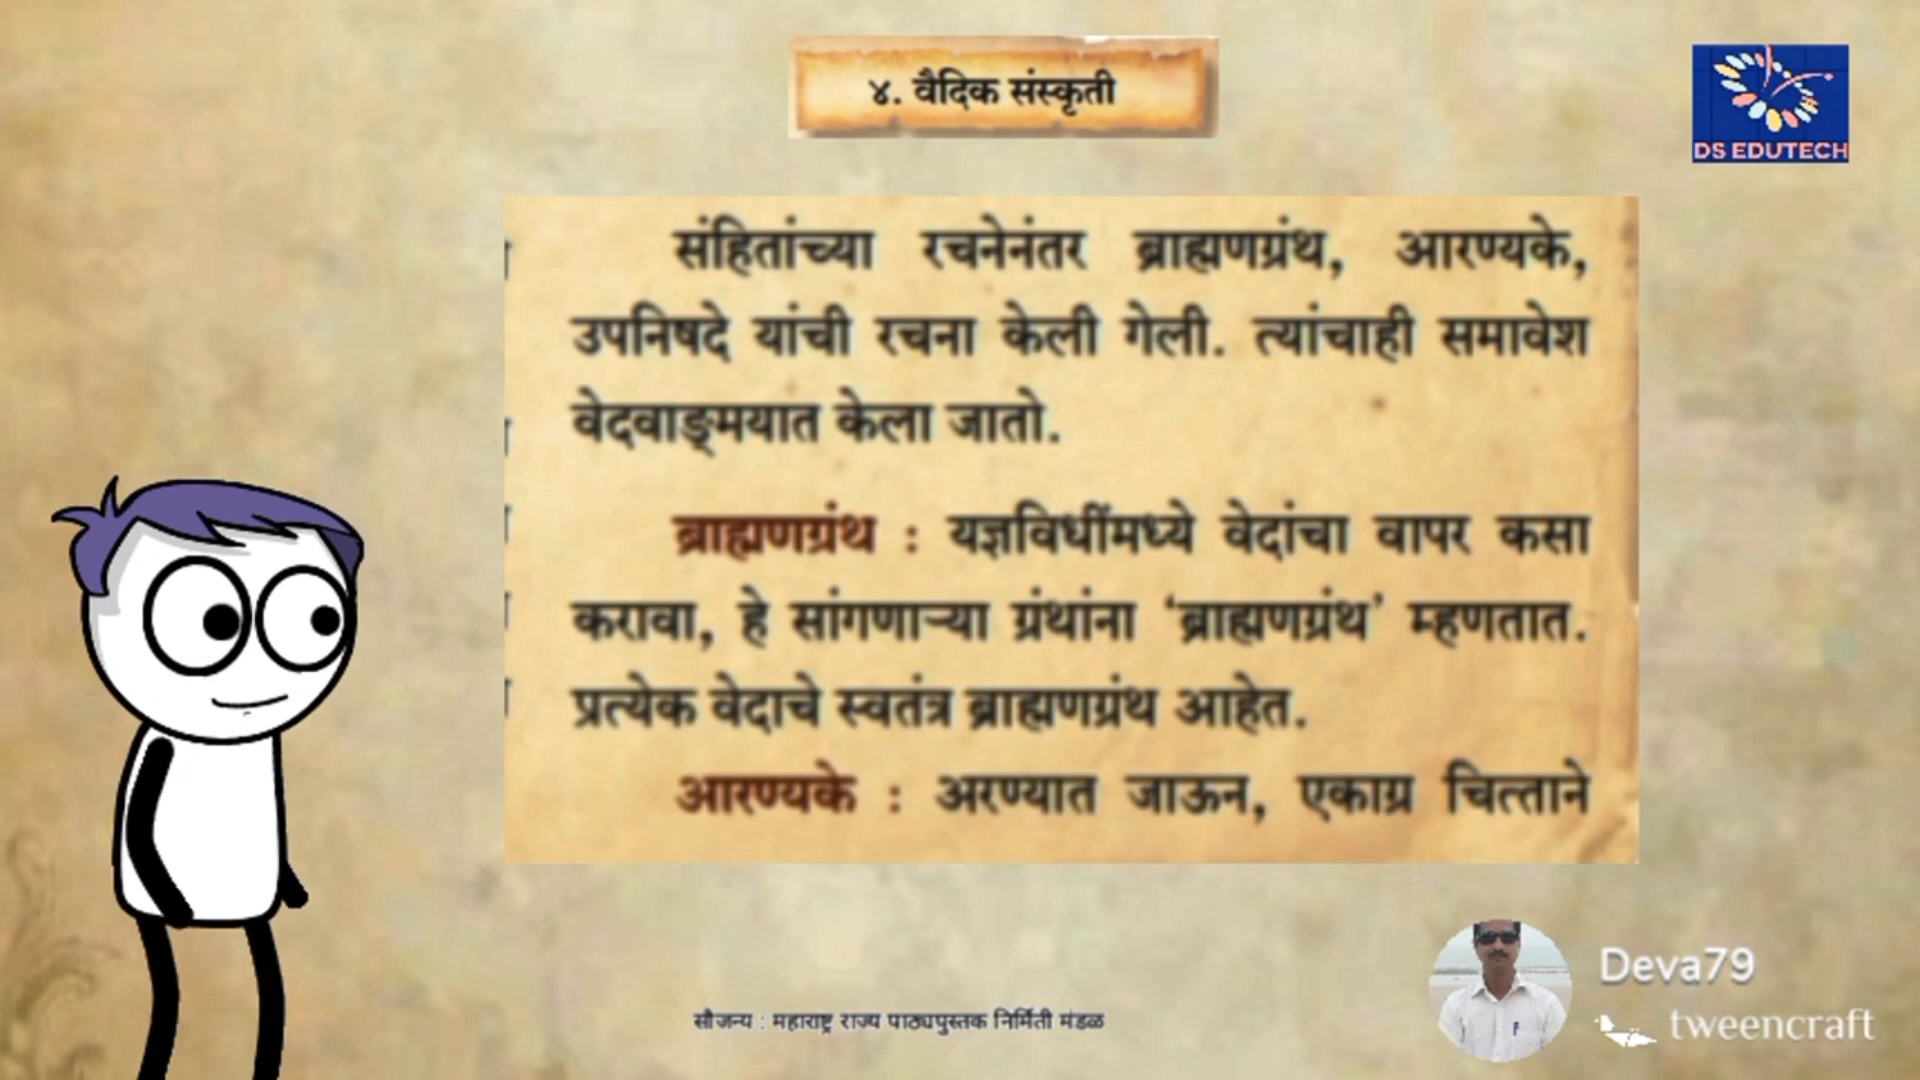 ४. वैदिक संस्कृती
DS EDUTECH
संहितांच्या रचनेनंतर ब्राह्मणग्रंथ, आरण्यके,
उपनिषदे यांची रचना केली गेली. त्यांचाही समावेश
वेदवाङ्मयात केला जातो.
ब्राह्मणग्रंथ : यज्ञविधींमध्ये वेदांचा वापर कसा
करावा, हे सांगणाऱ्या ग्रंथांना ‘ब्राह्मणग्रंथ’ म्हणतात.
प्रत्येक वेदाचे स्वतंत्र ब्राह्मणग्रंथ आहेत.
आरण्यके : अरण्यात जाऊन, एकाग्र चित्ताने
Deva79
tweencraft
सौजन्य : महाराष्ट्र राज्य पाठ्यपुस्तक निर्मिती मंडळ